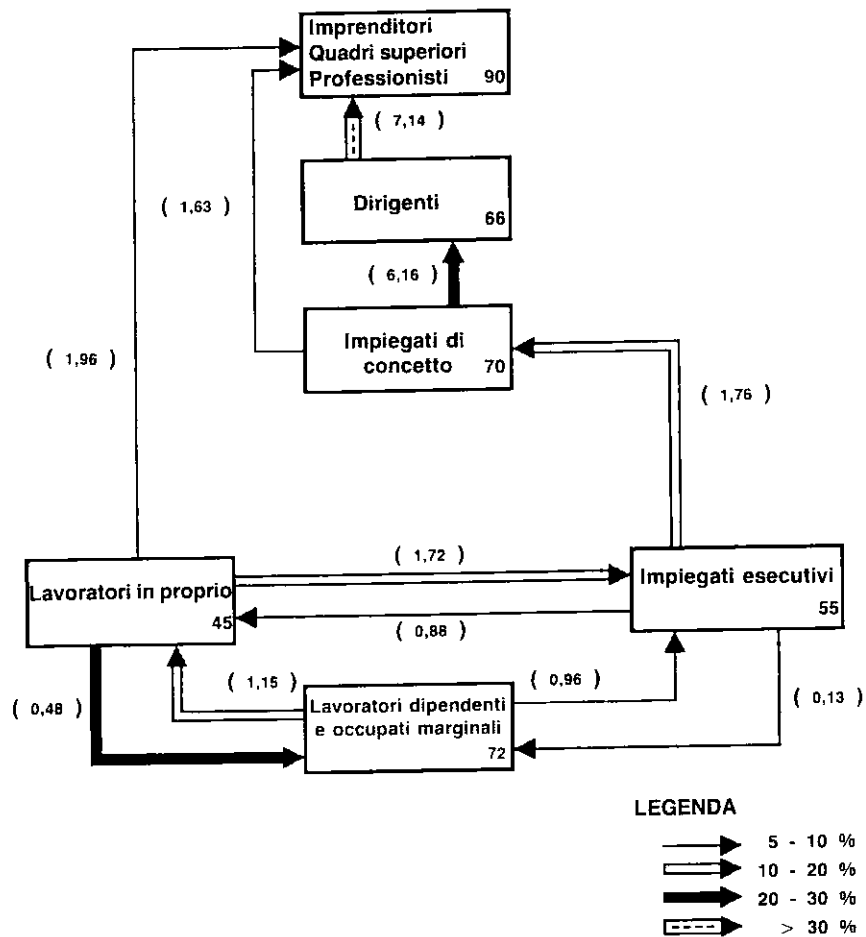 Imprenditori
Quadri superiori
Professionisti 90
( 7,14 )
Dirigenti
66
( 1,63 )
( 6,16 )
Impiegati di
concetto 70
( 1,96 )
( 1,76 )
( 1,72 )
Lavoratori in proprio
45
Impiegati esecutivi
55
( 0,88 )
( 0,48 )
( 1,15 )
Lavoratori dipendenti
e occupati marginali
72
( 0,96 )
( 0,13 )
LEGENDA
5 - 10 %
10 - 20 %
20 - 30 %
> 30 %